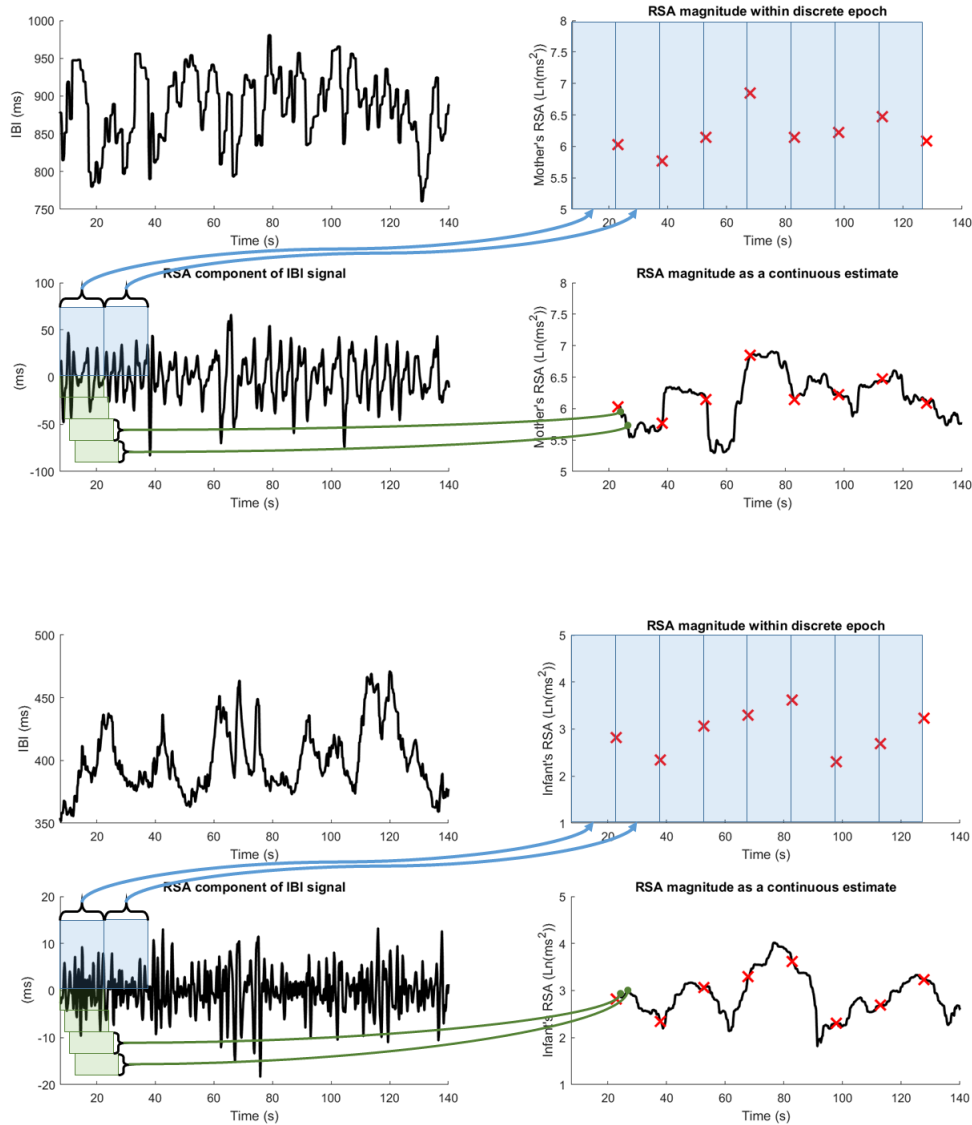 RSA magnitude within discrete epoch
1000
950
900
850
800
750
IBI (ms)
20 40 60 80 100 120 140
Time (s)
8
7.5
7
6.5
6
5.5
5
Mother's RSA (Ln(ms²))
20 40 60 80 100 120 140
Time (s)
RSA component of IBI signal
100
50
0
-50
-100
(ms)
20 40 60 80 100 120 140
Time (s)
RSA magnitude as a continuous estimate
8
7.5
7
6.5
6
5.5
5
Mother's RSA (Ln(ms²))
20 40 60 80 100 120 140
Time (s)
500
450
400
350
IBI (ms)
20 40 60 80 100 120 140
Time (s)
RSA magnitude within discrete epoch
5
4
3
2
1
Infant's RSA (Ln(ms²))
20 40 60 80 100 120 140
Time (s)
RSA component of IBI signal
20
10
0
-10
-20
(ms)
20 40 60 80 100 120 140
Time (s)
RSA magnitude as a continuous estimate
5
4
3
2
1
Infant's RSA (Ln(ms²))
20 40 60 80 100 120 140
Time (s)